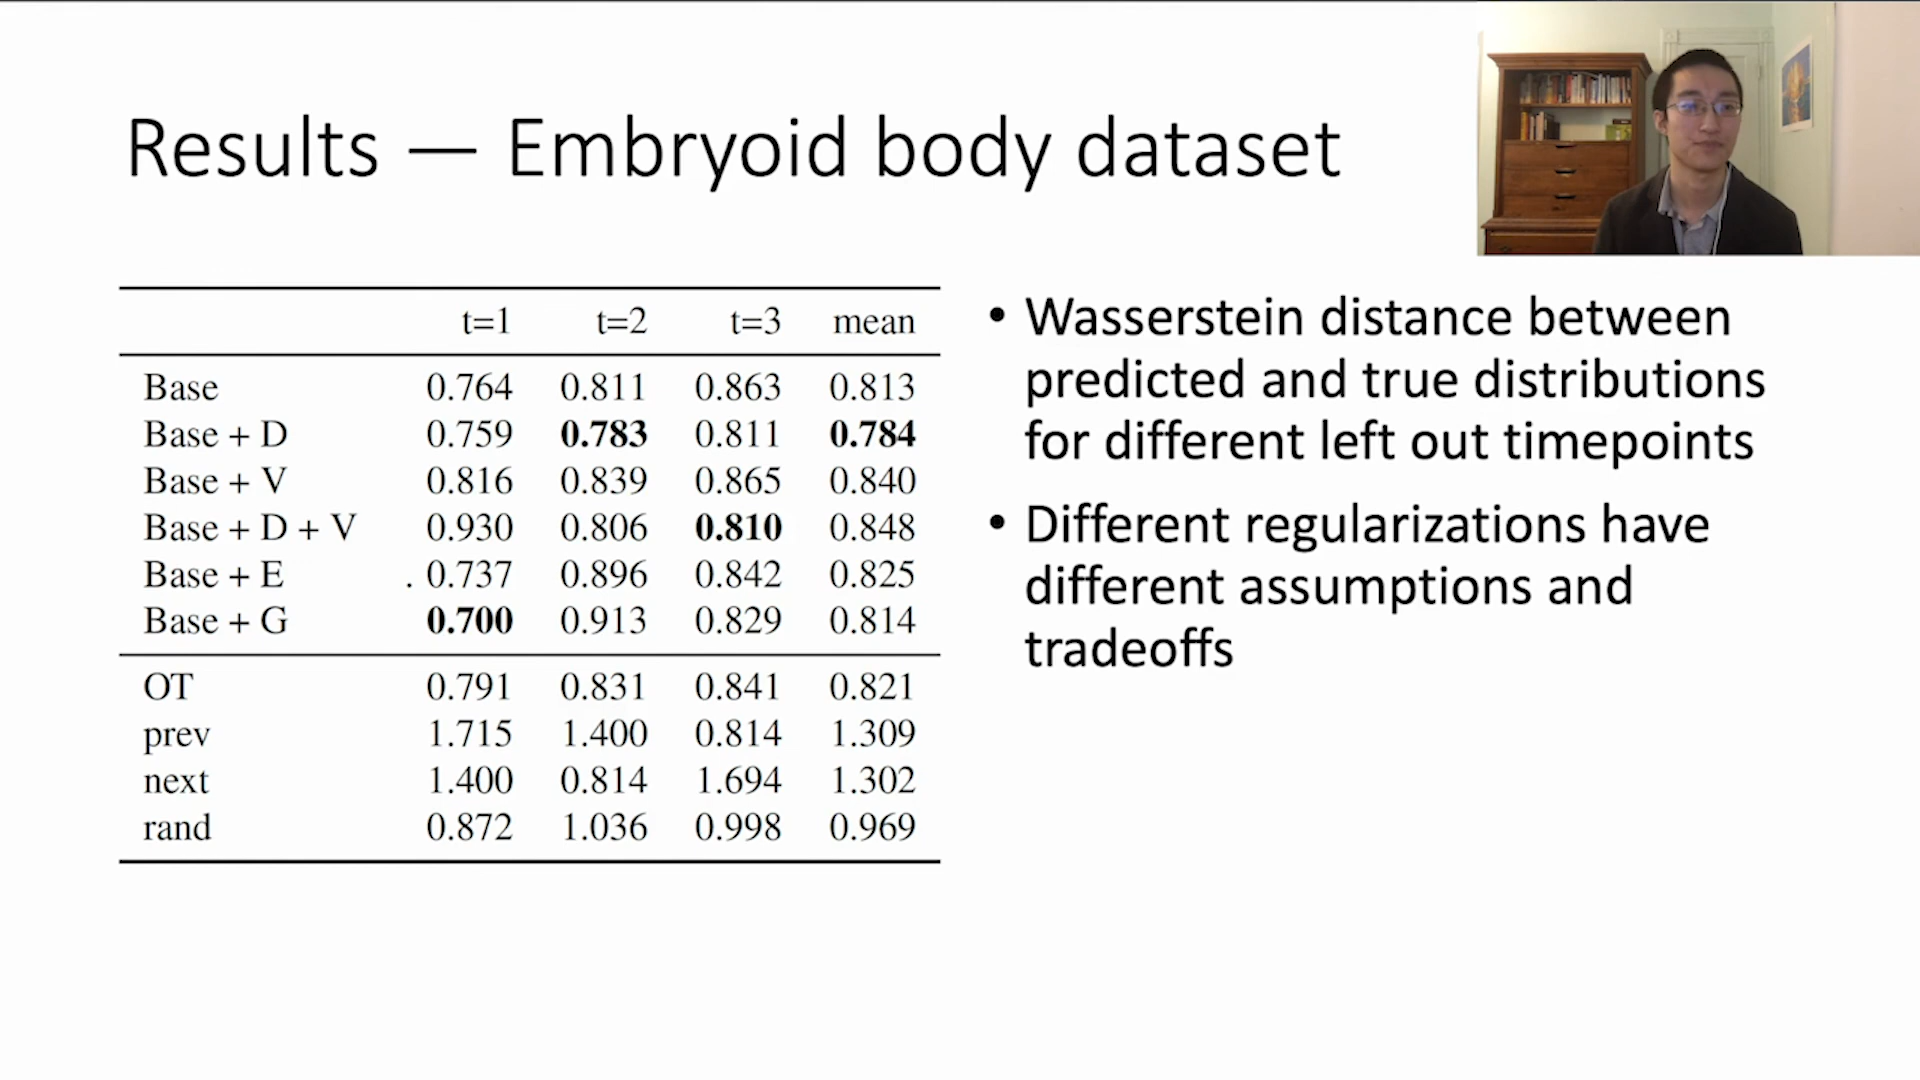 Results — Embryoid body dataset
t=1 t=2 t=3 mean
Base 0.764 0.811 0.863 0.813
Base + D 0.759 0.783 0.811 0.784
Base + V 0.816 0.839 0.865 0.840
Base + D + V 0.930 0.806 0.810 0.848
Base + E . 0.737 0.896 0.842 0.825
Base + G 0.700 0.913 0.829 0.814
OT 0.791 0.831 0.841 0.821
prev 1.715 1.400 0.814 1.309
next 1.400 0.814 1.694 1.302
rand 0.872 1.036 0.998 0.969
• Wasserstein distance between
predicted and true distributions
for different left out timepoints
• Different regularizations have
different assumptions and
tradeoffs